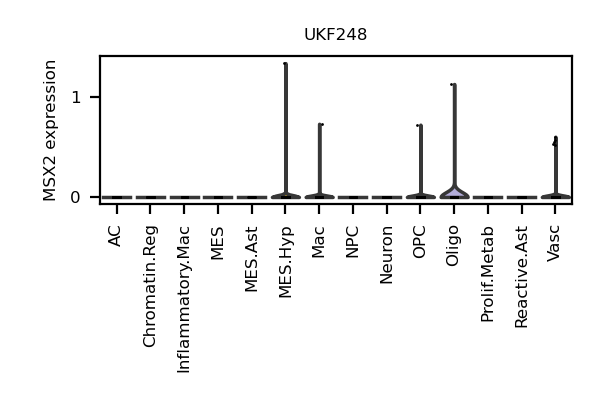 UKF248
MSX2 expression
1
0
AC
Chromatin.Reg
Inflammatory.Mac
MES
MES.Ast
MES.Hyp
Mac
NPC
Neuron
OPC
Oligo
Prolif.Metab
Reactive.Ast
Vasc